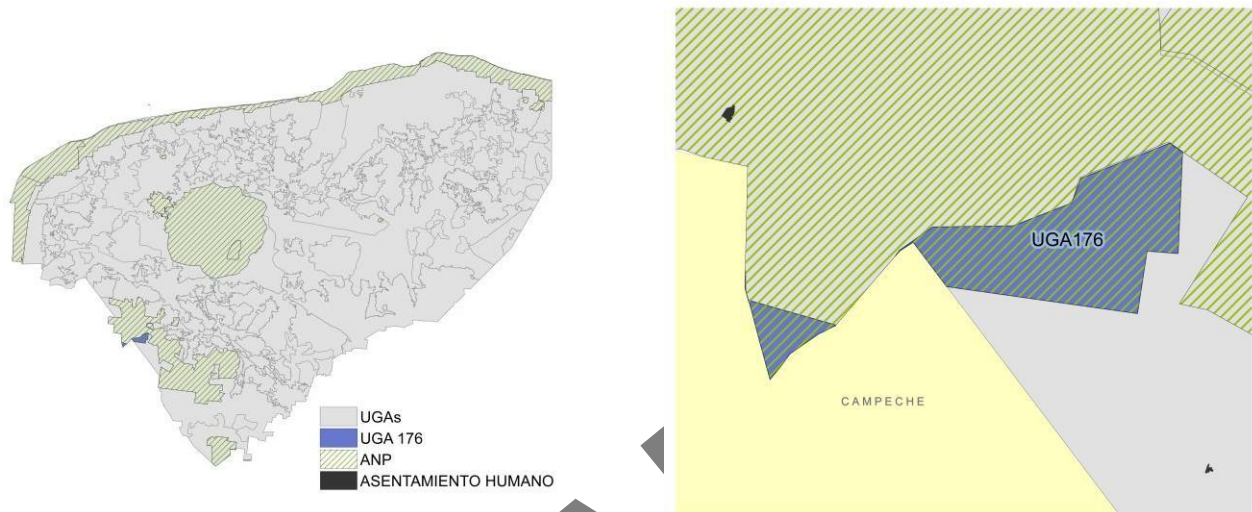 UGAs
UGA 176
ANP
ASENTAMIENTO HUMANO
UGA176
CAMPECHE